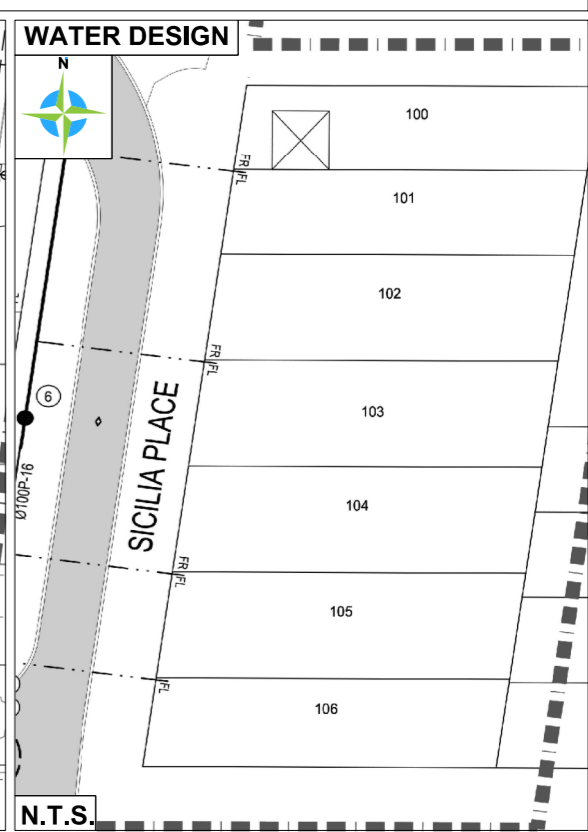 WATER DESIGN
N
100
FR
FL
101
102
FR
FL
6
103
SICILIA PLACE
Ø100P-16
104
FR
FL
105
FL
106
N.T.S.